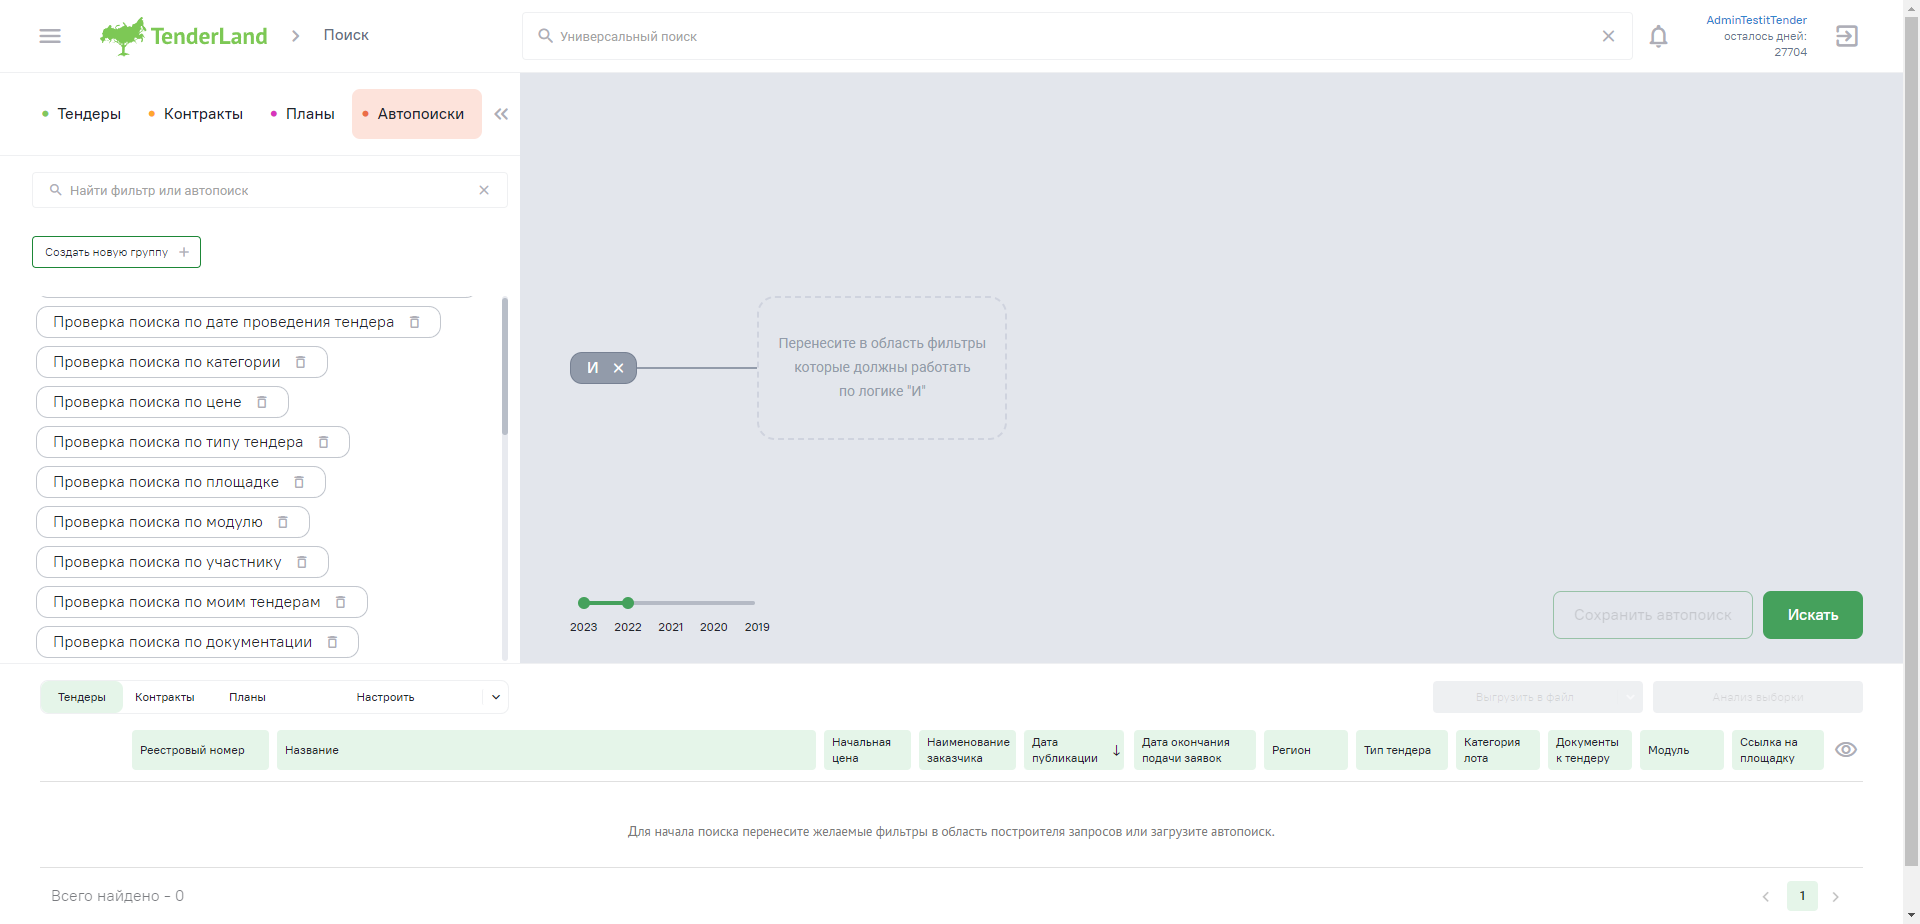 TenderLand
Поиск
Универсальный поиск
AdminTestitTender
осталось дней:
27704
Тендеры
Контракты
Планы
Автопоиски
Найти фильтр или автопоиск
Создать новую группу
Проверка поиска по дате проведения тендера
Проверка поиска по категории
Проверка поиска по цене
Проверка поиска по типу тендера
Проверка поиска по площадке
Проверка поиска по модулю
Проверка поиска по участнику
Проверка поиска по моим тендерам
Проверка поиска по документации
И
Перенесите в область фильтры
которые должны работать
по логике "И"
2023 2022 2021 2020 2019
Сохранить автопоиск
Искать
Тендеры
Контракты
Планы
Настроить
Выгрузить в файл
Анализ выборки
Реестровый номер
Название
Начальная
цена
Наименование
заказчика
Дата
публикации
Дата окончания
подачи заявок
Регион
Тип тендера
Категория
лота
Документы
к тендеру
Модуль
Ссылка на
площадку
Для начала поиска перенесите желаемые фильтры в область построителя запросов или загрузите автопоиск.
Всего найдено - 0
1